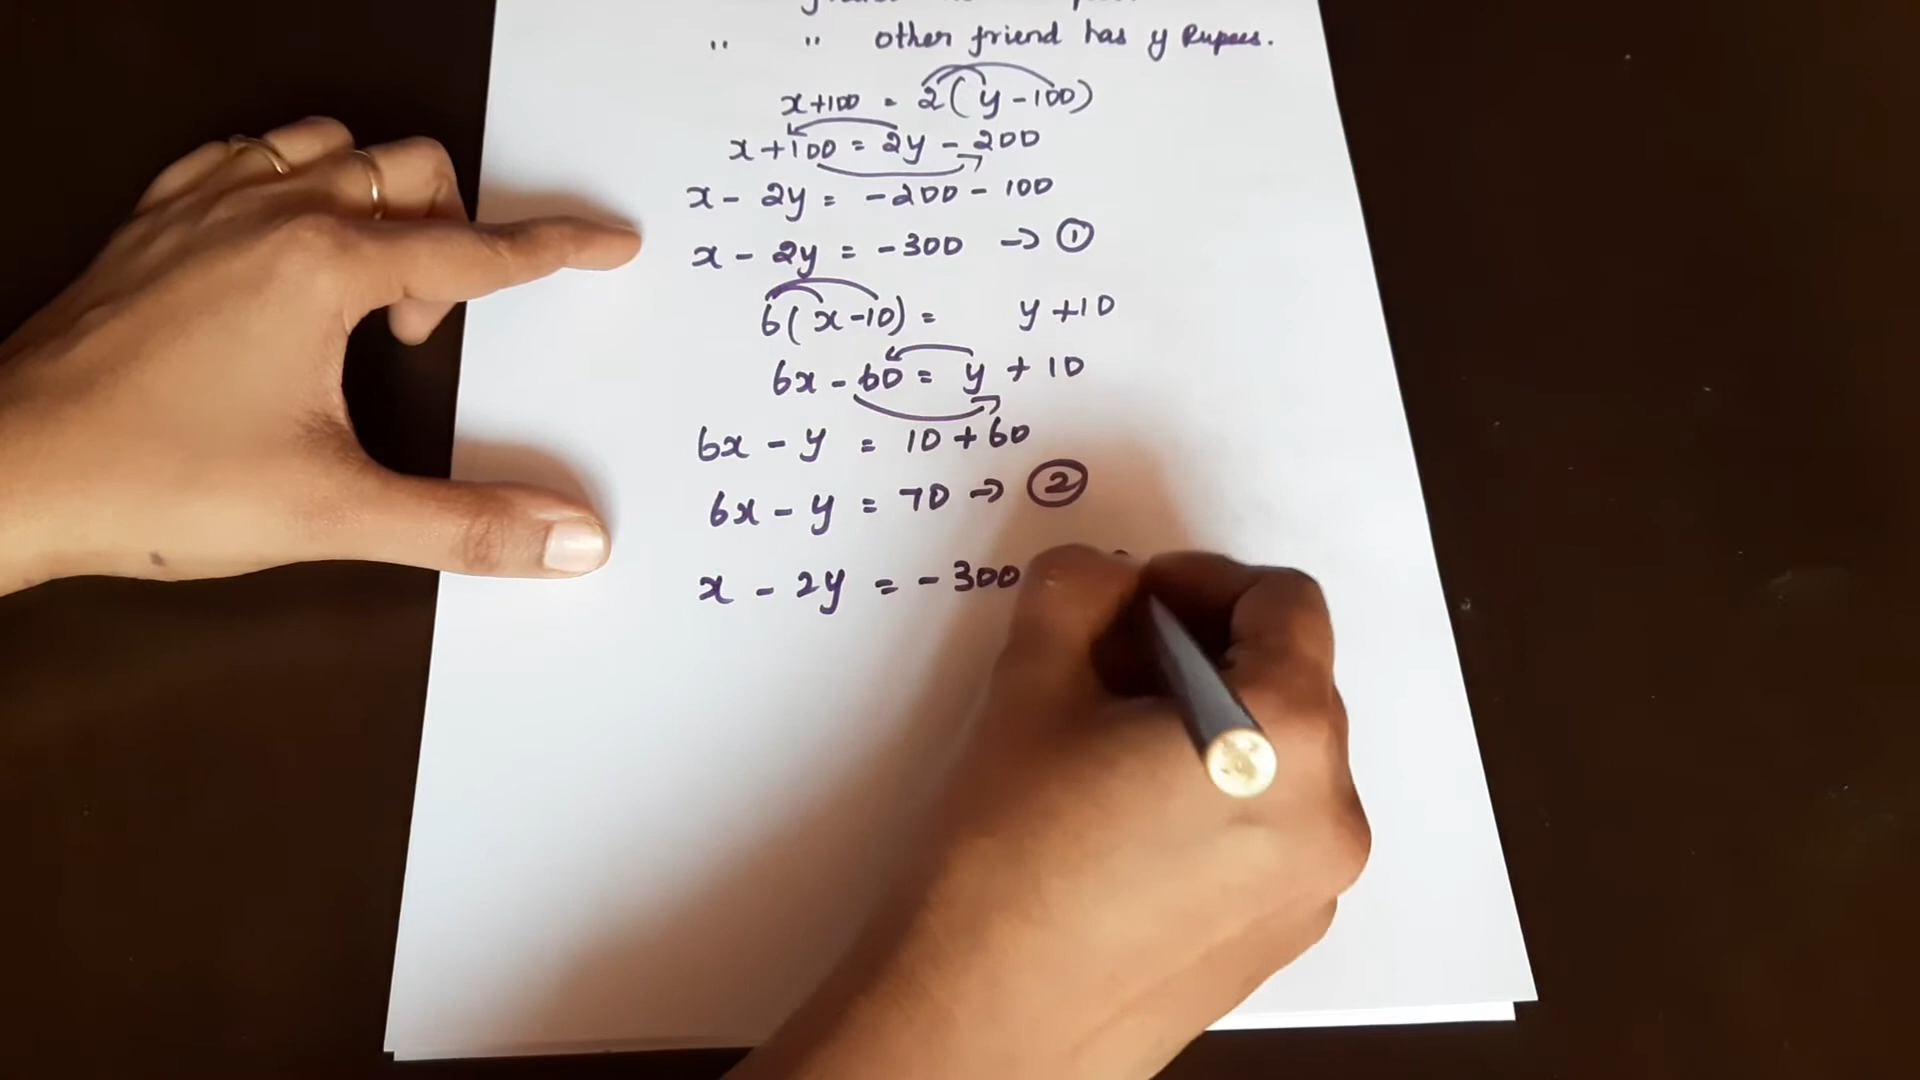 " " other friend has y Rupees.
x+100 = 2(y-100)
x+100 = 2y - 200
x - 2y = -200 - 100
x - 2y = -300 → ①
6(x-10) = y+10
6x - 60 = y + 10
6x - y = 10 + 60
6x - y = 70 → ②
x - 2y = -300